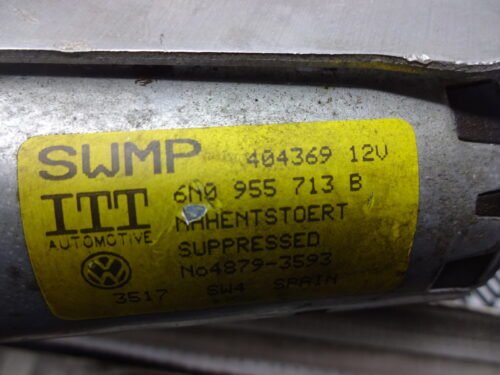 SWMP 404369 12V
ITT 6N0 955 713 B
AUTOMOTIVE NAHENTSTOERT
SUPPRESSED
No4879-3593
3517 SW4 SPAIN